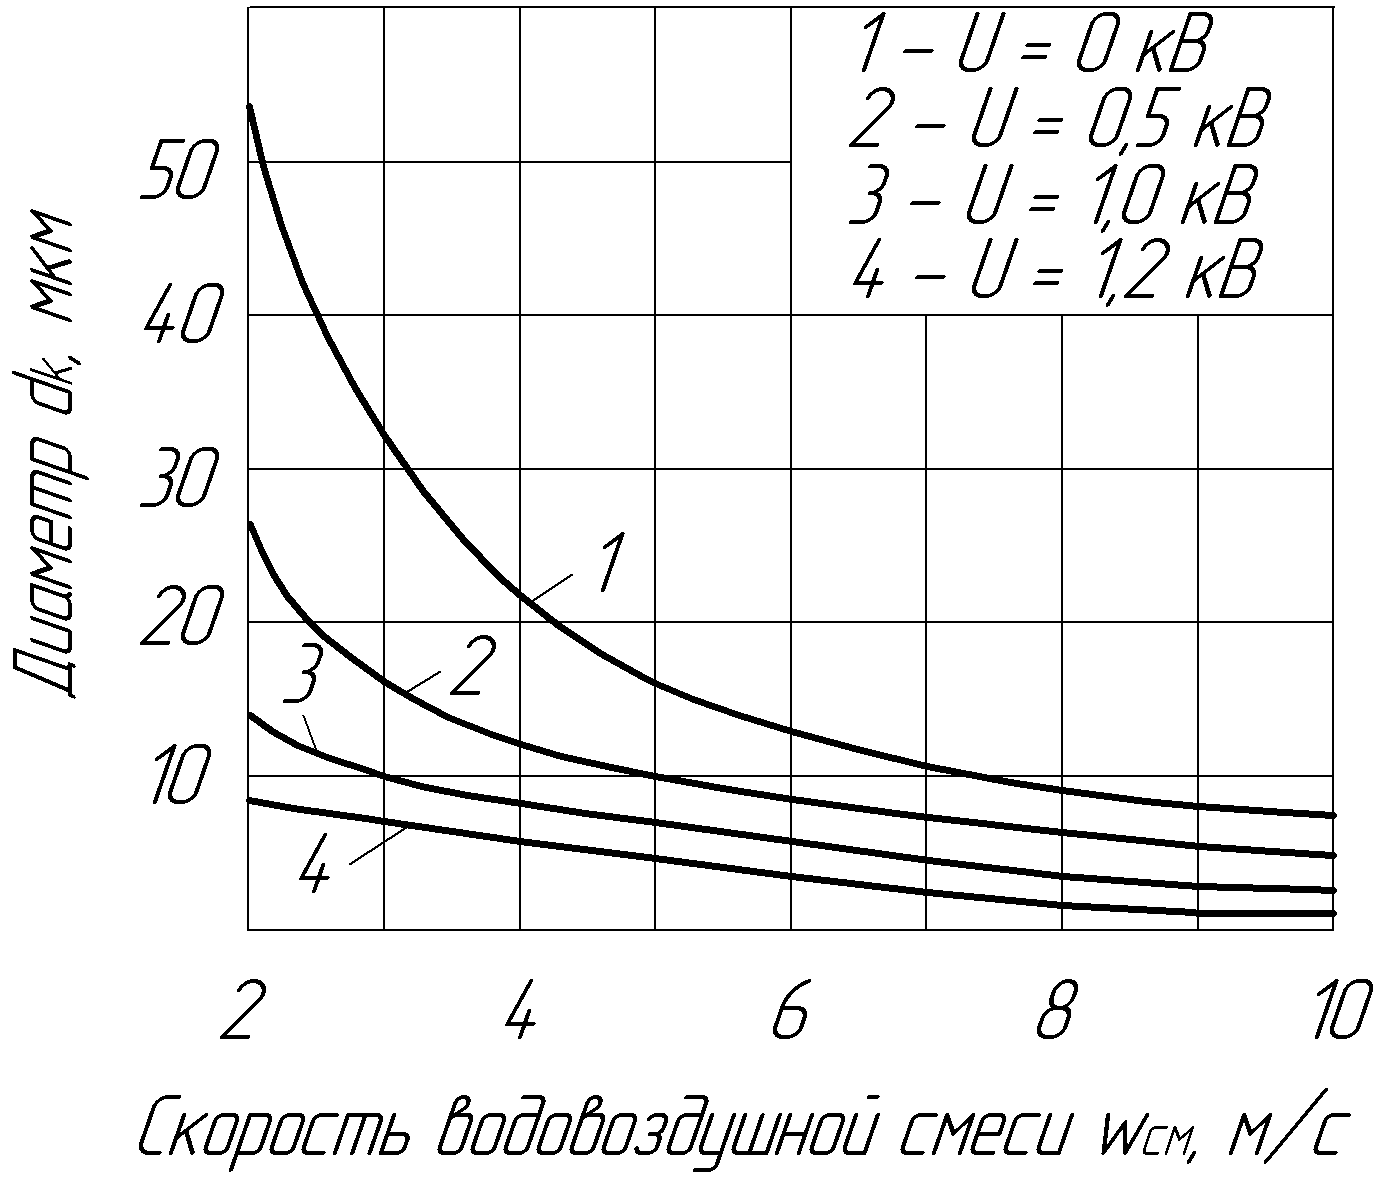 1 – U = 0 кВ
2 – U = 0,5 кВ
3 – U = 1,0 кВ
4 – U = 1,2 кВ
Диаметр dк, мкм
50
40
30
20
10
1
2
3
4
2 4 6 8 10
Скорость водовоздушной смеси wсм, м/с